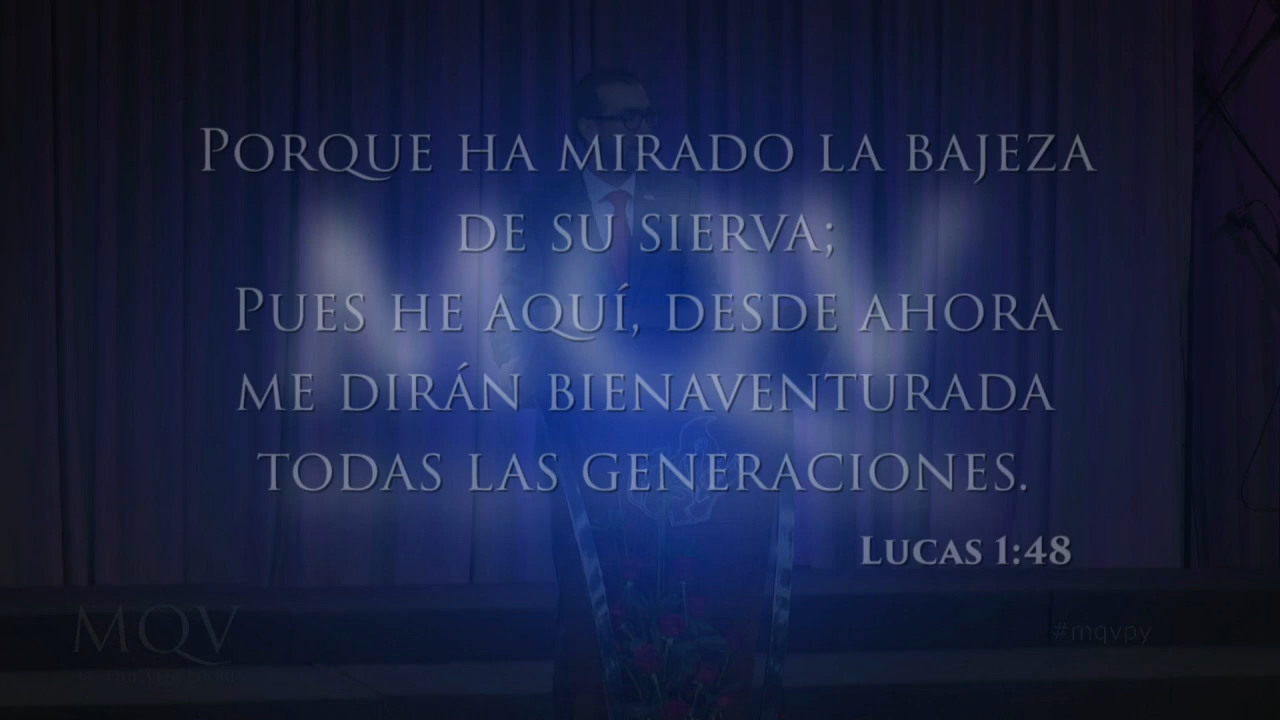 Porque ha mirado la bajeza
de su sierva;
Pues he aquí, desde ahora
me dirán bienaventurada
todas las generaciones.
Lucas 1:48
MQV
MQV
#mqvpy